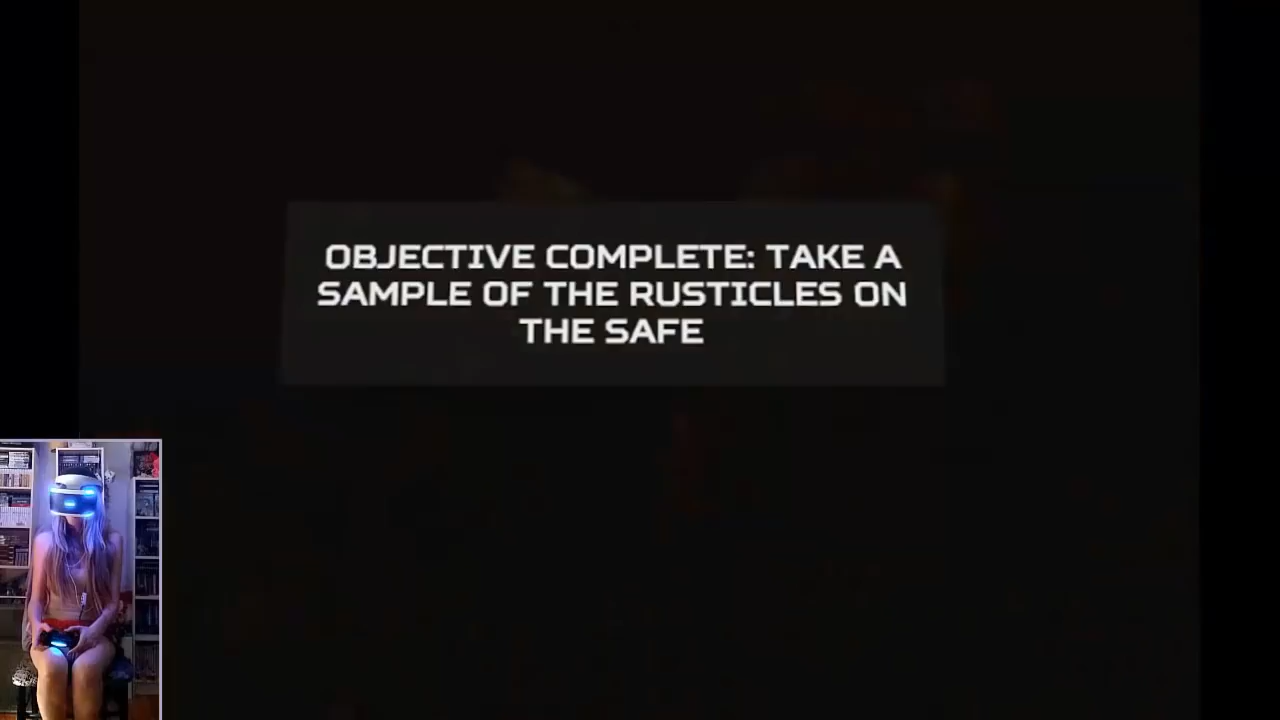 OBJECTIVE COMPLETE: TAKE A
SAMPLE OF THE RUSTICLES ON
THE SAFE